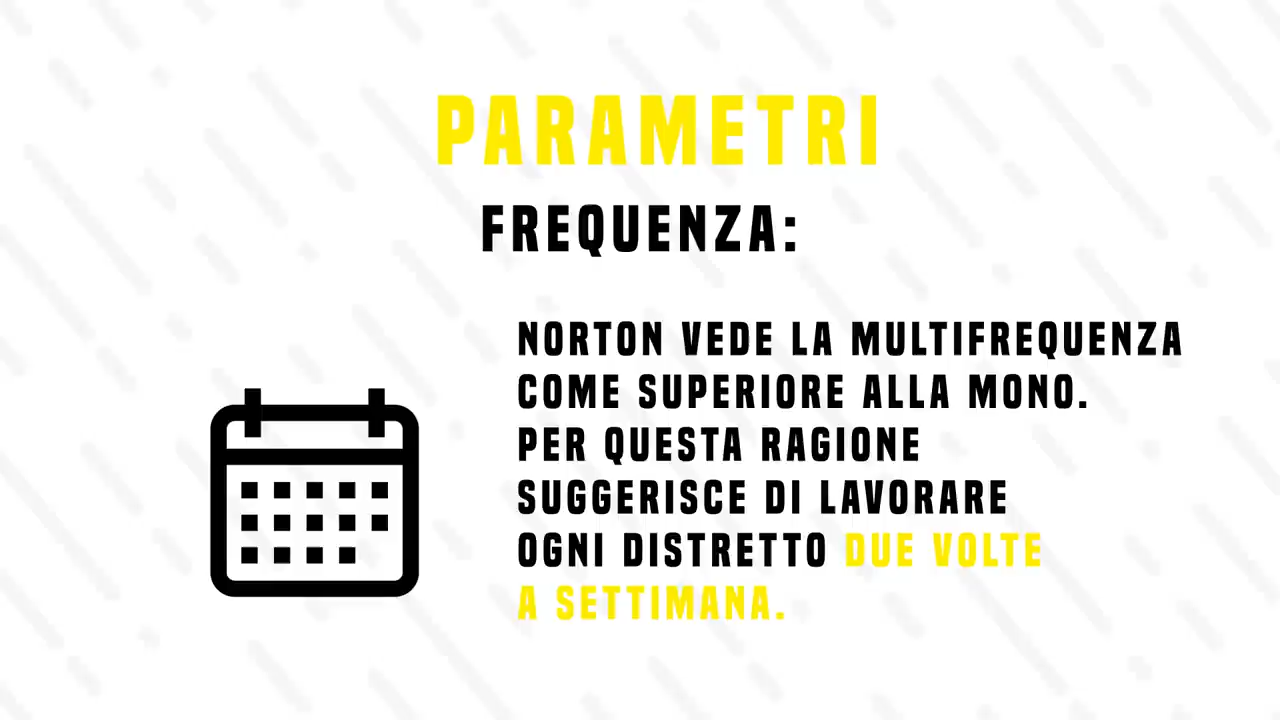 PARAMETRI
FREQUENZA:
NORTON VEDE LA MULTIFREQUENZA
COME SUPERIORE ALLA MONO.
PER QUESTA RAGIONE
SUGGERISCE DI LAVORARE
OGNI DISTRETTO DUE VOLTE
A SETTIMANA.